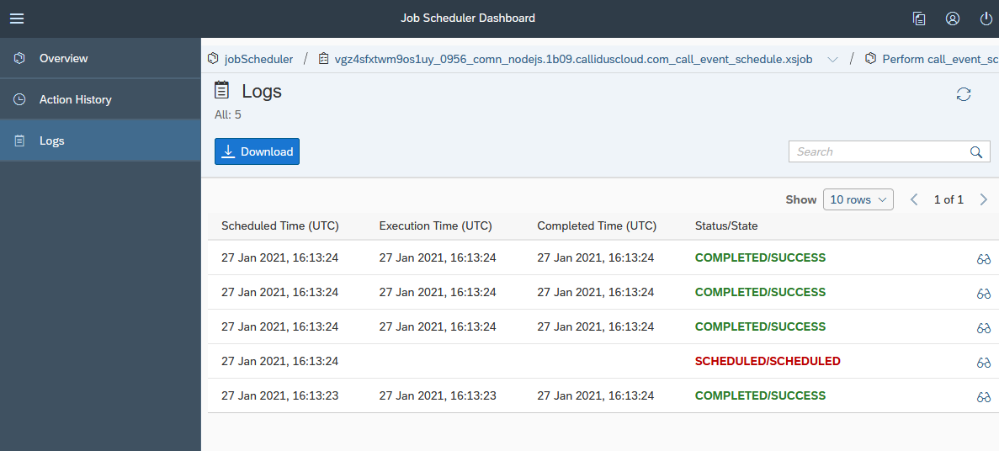 Job Scheduler Dashboard
Overview
Action History
Logs
jobScheduler / vgz4sfxtwm9os1uy_0956_comn_nodejs.1b09.calliduscloud.com_call_event_schedule.xsjob / Perform call_event_sc
Logs
All: 5
Download
Search
Show 10 rows 1 of 1
Scheduled Time (UTC) Execution Time (UTC) Completed Time (UTC) Status/State
27 Jan 2021, 16:13:24 27 Jan 2021, 16:13:24 27 Jan 2021, 16:13:24 COMPLETED/SUCCESS
27 Jan 2021, 16:13:24 27 Jan 2021, 16:13:24 27 Jan 2021, 16:13:24 COMPLETED/SUCCESS
27 Jan 2021, 16:13:24 27 Jan 2021, 16:13:24 27 Jan 2021, 16:13:24 COMPLETED/SUCCESS
27 Jan 2021, 16:13:24 SCHEDULED/SCHEDULED
27 Jan 2021, 16:13:23 27 Jan 2021, 16:13:23 27 Jan 2021, 16:13:24 COMPLETED/SUCCESS